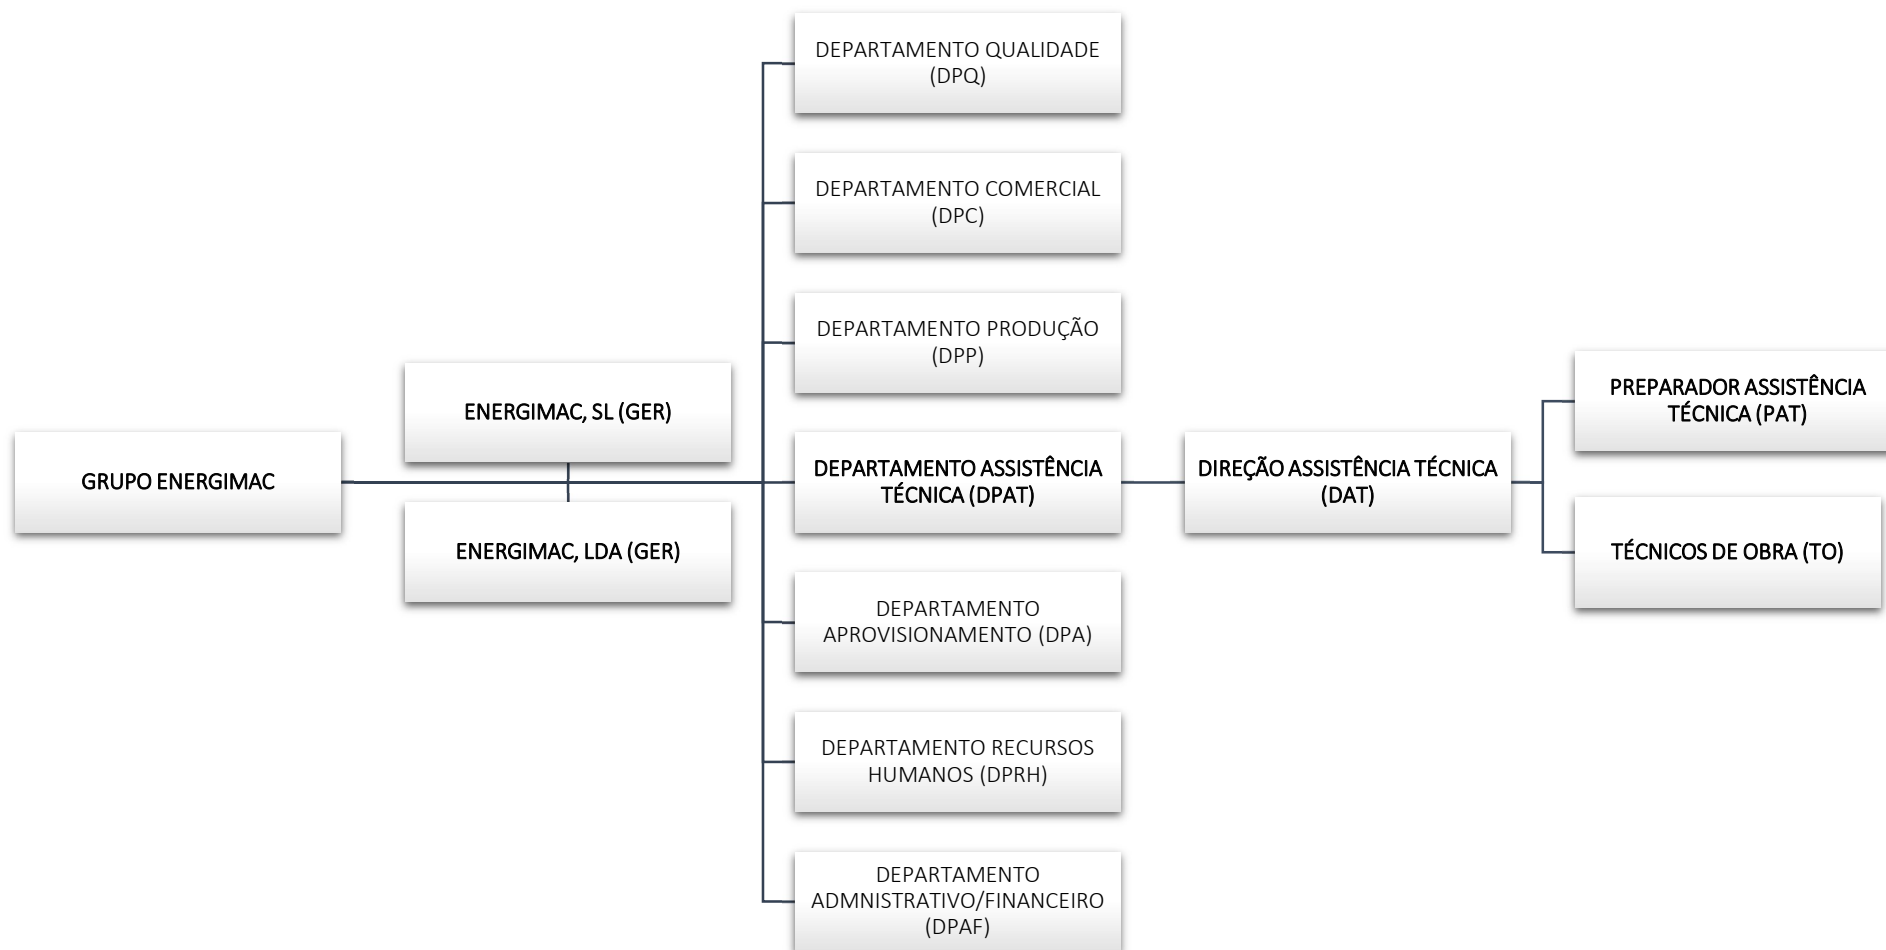 GRUPO ENERGIMAC
ENERGIMAC, SL (GER)
ENERGIMAC, LDA (GER)
DEPARTAMENTO QUALIDADE
(DPQ)
DEPARTAMENTO COMERCIAL
(DPC)
DEPARTAMENTO PRODUÇÃO
(DPP)
DEPARTAMENTO ASSISTÊNCIA
TÉCNICA (DPAT)
DEPARTAMENTO
APROVISIONAMENTO (DPA)
DEPARTAMENTO RECURSOS
HUMANOS (DPRH)
DEPARTAMENTO
ADMNISTRATIVO/FINANCEIRO
(DPAF)
DIREÇÃO ASSISTÊNCIA TÉCNICA
(DAT)
PREPARADOR ASSISTÊNCIA
TÉCNICA (PAT)
TÉCNICOS DE OBRA (TO)